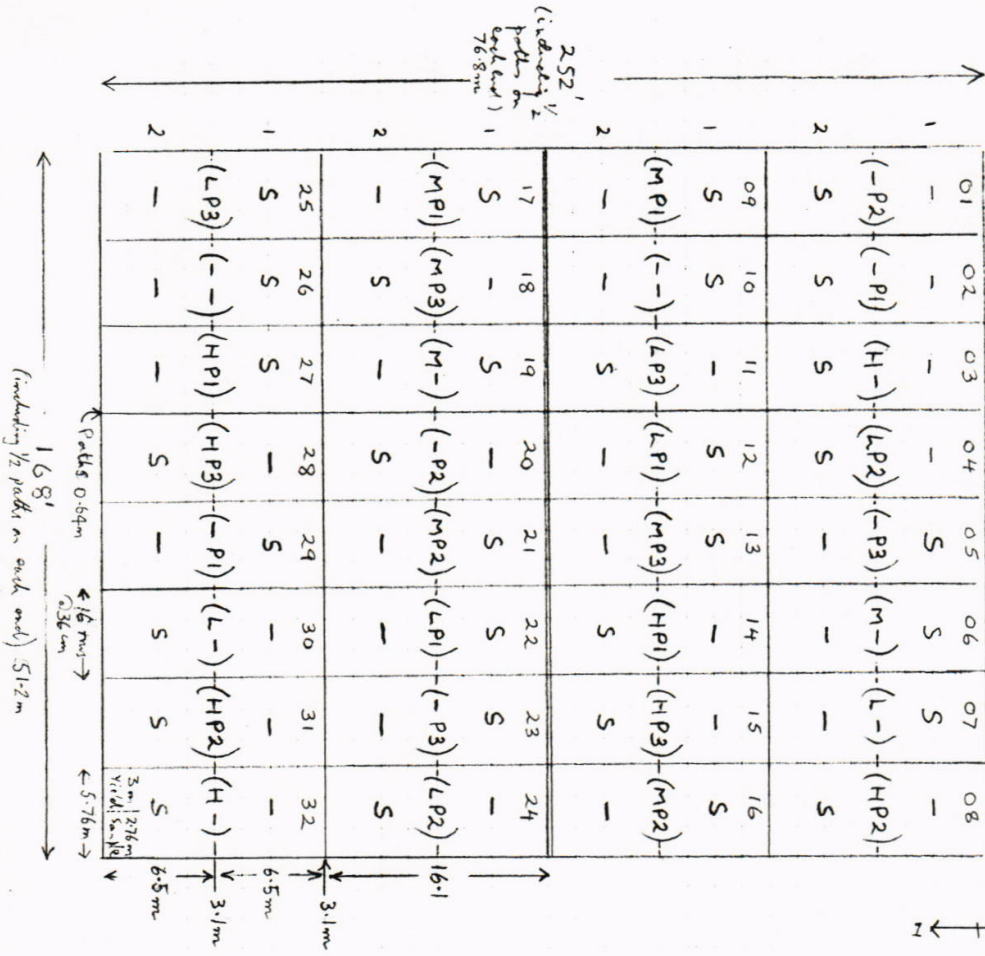 01 02 03 04 05 06 07 08
1 - - - - S S S -
(-P2) (-P1) (H-) (LP2) (-P3) (M-) (L-) (HP2)
2 S S S S - - - S
09 10 11 12 13 14 15 16
1 S S - S S - - S
(MP1) (--) (LP3) (LP1) (MP3) (HP1) (HP3) (MP2)
2 - - S - - S S -
252'
(including 1/2
paths on
each end)
76.8m
17 18 19 20 21 22 23 24
1 S - S - S S S -
(MP1) (MP3) (M-) (-P2) (MP2) (LP1) (-P3) (LP2)
2 - S - S - - - S
16.1
3.1m
25 26 27 28 29 30 31 32
1 S S S - S - - -
6.5m
(LP3) (--) (HP1) (HP3) (-P1) (L-) (HP2) (H-)
3.1m
2 - - - S - S S S
6.5m
3m 2.76m
Yield sample
Paths 0.64m
16 rows
@36cm
5.76m
168'
(including 1/2 paths on each end) 51.2m